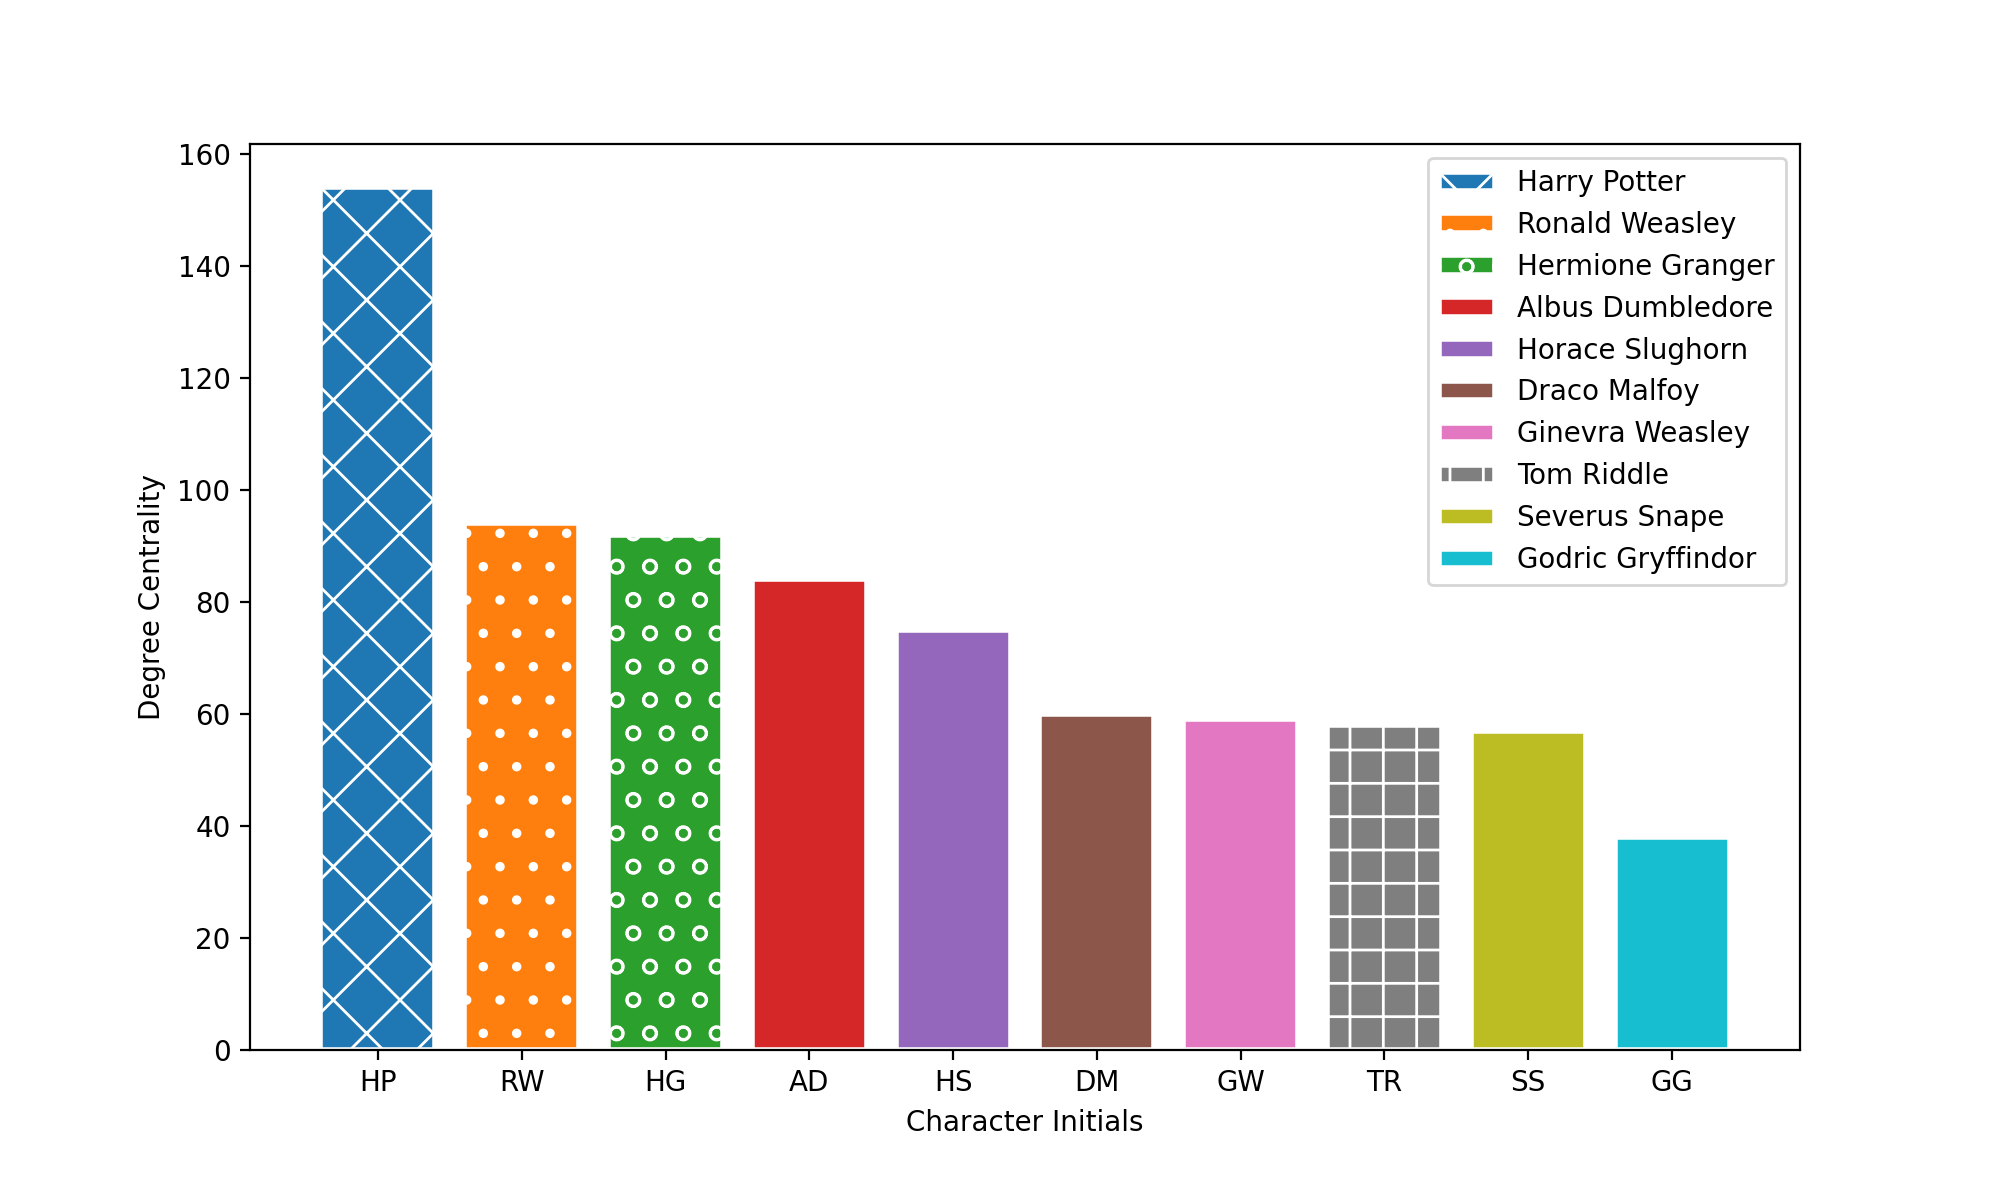 160
140
120
100
80
60
40
20
0
Degree Centrality
Harry Potter
Ronald Weasley
Hermione Granger
Albus Dumbledore
Horace Slughorn
Draco Malfoy
Ginevra Weasley
Tom Riddle
Severus Snape
Godric Gryffindor
HP RW HG AD HS DM GW TR SS GG
Character Initials